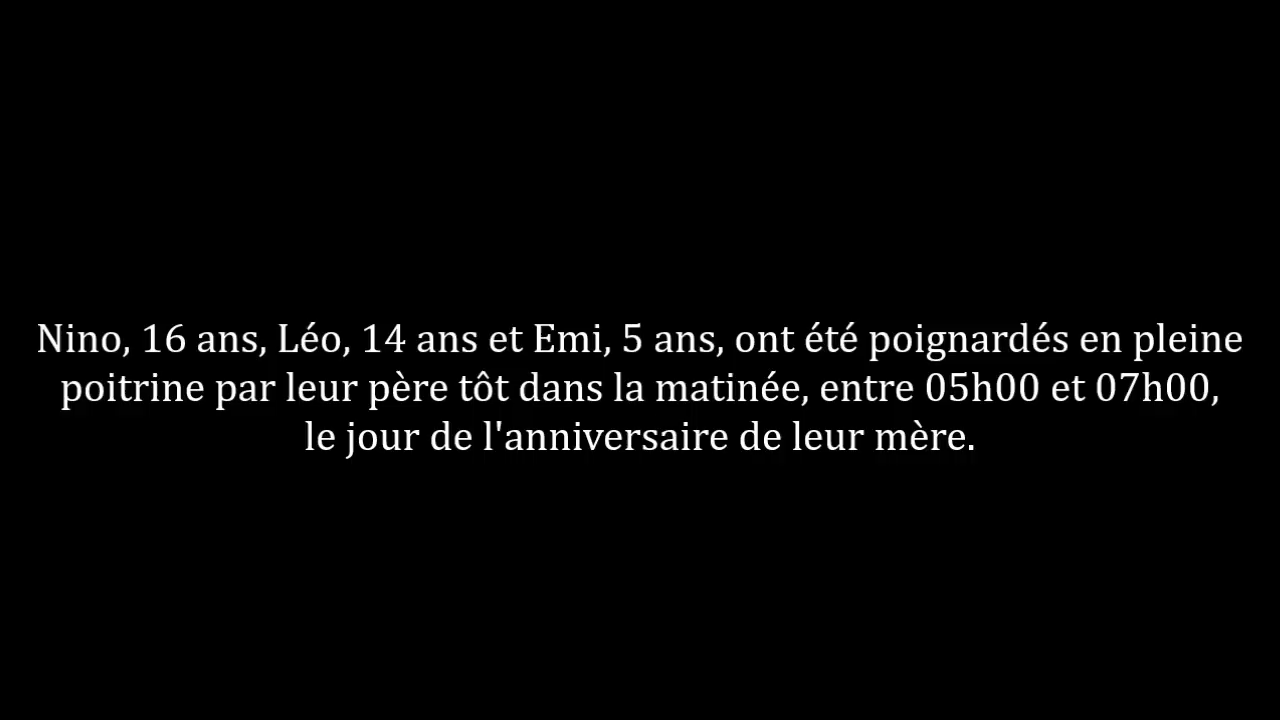 Nino, 16 ans, Léo, 14 ans et Emi, 5 ans, ont été poignardés en pleine
poitrine par leur père tôt dans la matinée, entre 05h00 et 07h00,
le jour de l'anniversaire de leur mère.